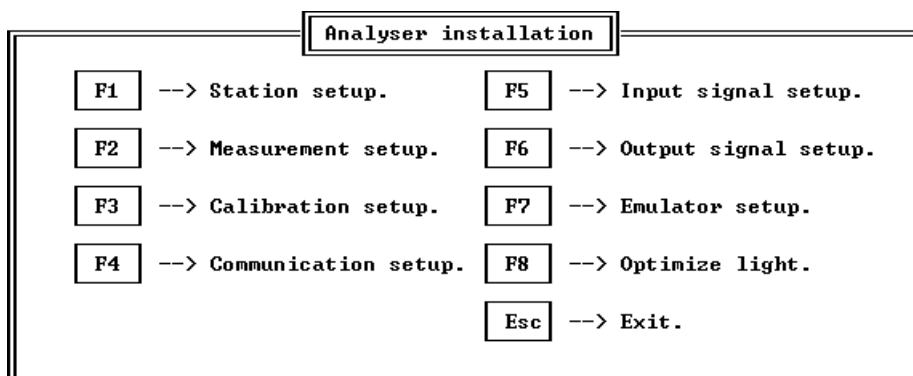 Analyser installation
F1 --> Station setup. F5 --> Input signal setup.
F2 --> Measurement setup. F6 --> Output signal setup.
F3 --> Calibration setup. F7 --> Emulator setup.
F4 --> Communication setup. F8 --> Optimize light.
Esc --> Exit.